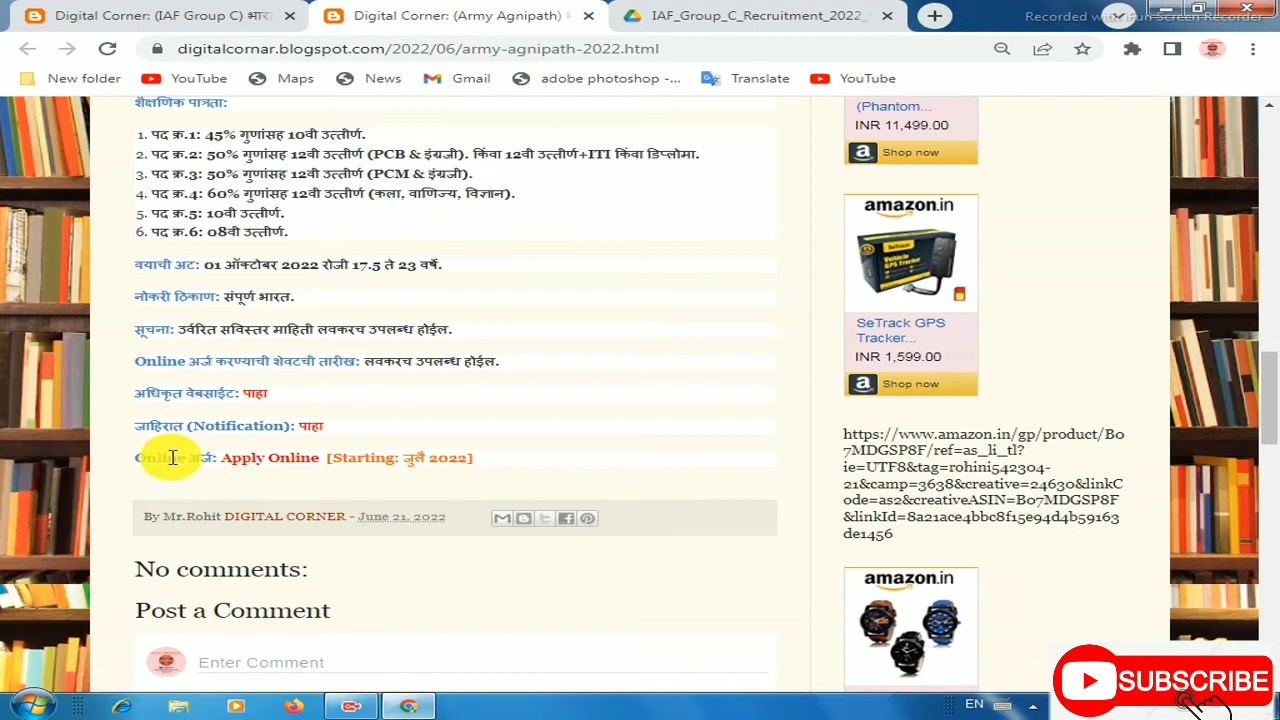 Digital Corner: (IAF Group C) भारत
Digital Corner: (Army Agnipath)
IAF_Group_C_Recruitment_2022_
Recorded with iFun Screen Recorder
digitalcornar.blogspot.com/2022/06/army-agnipath-2022.html
New folder
YouTube
Maps
News
Gmail
adobe photoshop -...
Translate
YouTube
शैक्षणिक पात्रता:
1. पद क्र.1: 45% गुणांसह 10वी उत्तीर्ण.
2. पद क्र.2: 50% गुणांसह 12वी उत्तीर्ण (PCB & इंग्रजी). किंवा 12वी उत्तीर्ण+ITI किंवा डिप्लोमा.
3. पद क्र.3: 50% गुणांसह 12वी उत्तीर्ण (PCM & इंग्रजी).
4. पद क्र.4: 60% गुणांसह 12वी उत्तीर्ण (कला, वाणिज्य, विज्ञान).
5. पद क्र.5: 10वी उत्तीर्ण.
6. पद क्र.6: 08वी उत्तीर्ण.
वयाची अट: 01 ऑक्टोबर 2022 रोजी 17.5 ते 23 वर्षे.
नोकरी ठिकाण: संपूर्ण भारत.
सूचना: उर्वरित सविस्तर माहिती लवकरच उपलब्ध होईल.
Online अर्ज करण्याची शेवटची तारीख: लवकरच उपलब्ध होईल.
अधिकृत वेबसाईट: पाहा
जाहिरात (Notification): पाहा
Online अर्ज: Apply Online [Starting: जुलै 2022]
By Mr.Rohit DIGITAL CORNER - June 21, 2022
No comments:
Post a Comment
Enter Comment
(Phantom...
INR 11,499.00
Shop now
amazon.in
SeTrack GPS
Tracker...
INR 1,599.00
Shop now
https://www.amazon.in/gp/product/B0
7MDGSP8F/ref=as_li_tl?
ie=UTF8&tag=rohini542304-
21&camp=3638&creative=24630&linkC
ode=as2&creativeASIN=B07MDGSP8F
&linkId=8a21ace4bbc8f15e94d4b59163
de1456
amazon.in
SUBSCRIBE
EN